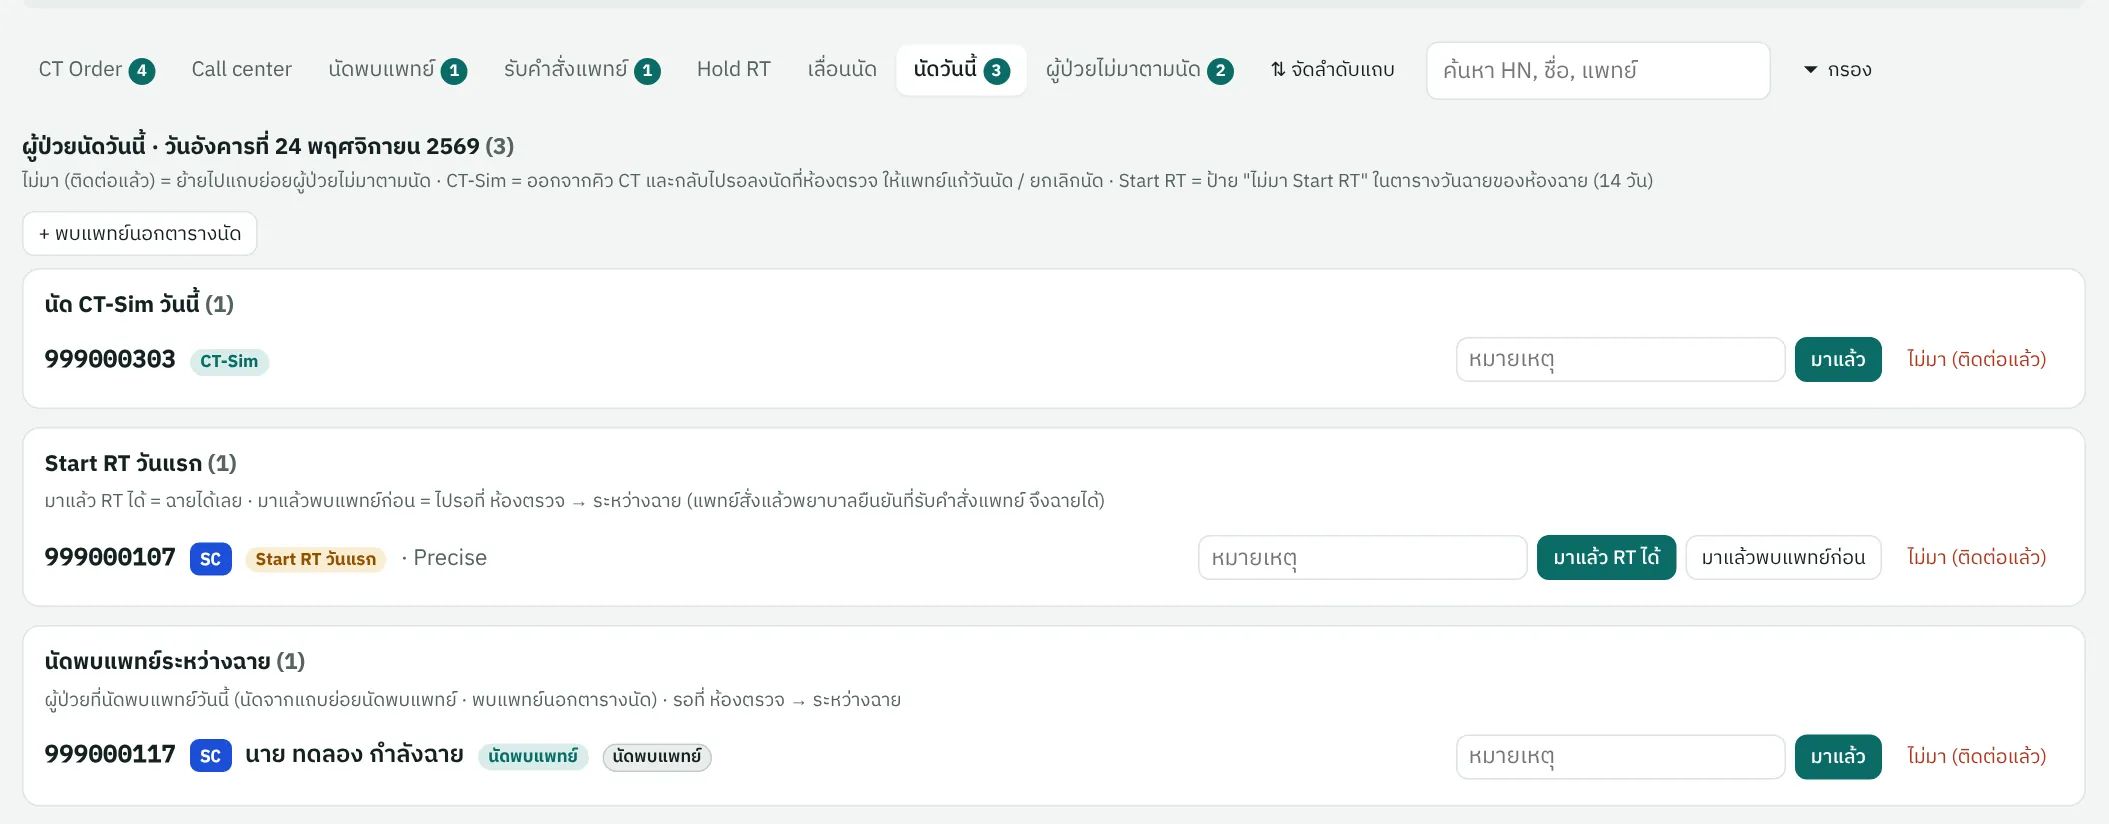 CT Order 4 Call center นัดพบแพทย์ 1 รับคำสั่งแพทย์ 1 Hold RT เลื่อนนัด นัดวันนี้ 3 ผู้ป่วยไม่มาตามนัด 2 ⇅ จัดลำดับแถบ ค้นหา HN, ชื่อ, แพทย์ ▼ กรอง
ผู้ป่วยนัดวันนี้ · วันอังคารที่ 24 พฤศจิกายน 2569 (3)
ไม่มา (ติดต่อแล้ว) = ย้ายไปแถบย่อยผู้ป่วยไม่มาตามนัด · CT-Sim = ออกจากคิว CT และกลับไปรอลงนัดที่ห้องตรวจ ให้แพทย์แก้วันนัด / ยกเลิกนัด · Start RT = ป้าย "ไม่มา Start RT" ในตารางวันฉายของห้องฉาย (14 วัน)
+ พบแพทย์นอกตารางนัด
นัด CT-Sim วันนี้ (1)
999000303 CT-Sim หมายเหตุ มาแล้ว ไม่มา (ติดต่อแล้ว)
Start RT วันแรก (1)
มาแล้ว RT ได้ = ฉายได้เลย · มาแล้วพบแพทย์ก่อน = ไปรอที่ ห้องตรวจ → ระหว่างฉาย (แพทย์สั่งแล้วพยาบาลยืนยันที่รับคำสั่งแพทย์ จึงฉายได้)
999000107 SC Start RT วันแรก · Precise หมายเหตุ มาแล้ว RT ได้ มาแล้วพบแพทย์ก่อน ไม่มา (ติดต่อแล้ว)
นัดพบแพทย์ระหว่างฉาย (1)
ผู้ป่วยที่นัดพบแพทย์วันนี้ (นัดจากแถบย่อยนัดพบแพทย์ · พบแพทย์นอกตารางนัด) · รอที่ ห้องตรวจ → ระหว่างฉาย
999000117 SC นาย ทดลอง กำลังฉาย นัดพบแพทย์ นัดพบแพทย์ หมายเหตุ มาแล้ว ไม่มา (ติดต่อแล้ว)